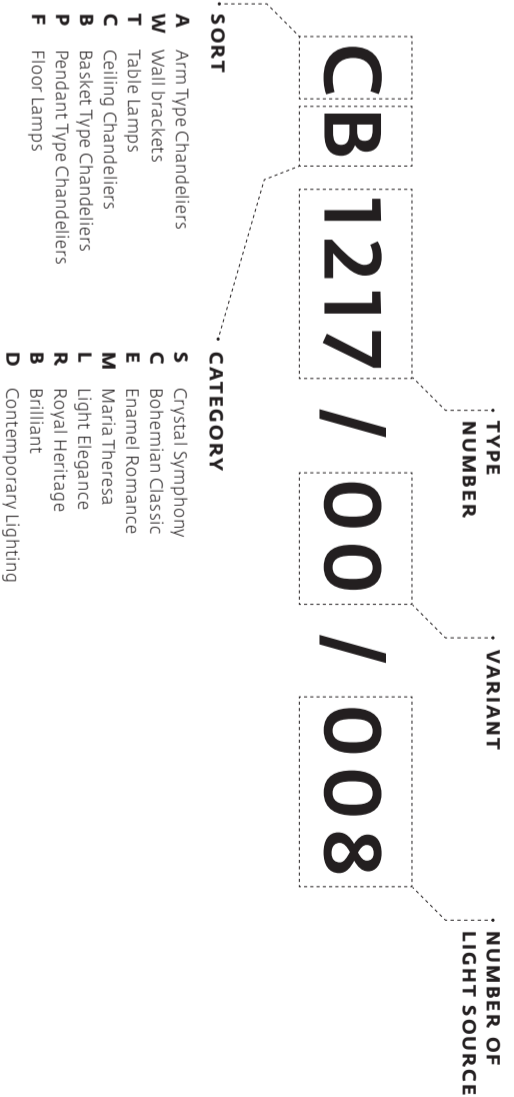 TYPE
NUMBER
VARIANT
NUMBER OF
LIGHT SOURCE
CB 1217 / 00 / 008
SORT
A Arm Type Chandeliers
W Wall brackets
T Table Lamps
C Ceiling Chandeliers
B Basket Type Chandeliers
P Pendant Type Chandeliers
F Floor Lamps
CATEGORY
S Crystal Symphony
C Bohemian Classic
E Enamel Romance
M Maria Theresa
L Light Elegance
R Royal Heritage
B Brilliant
D Contemporary Lighting